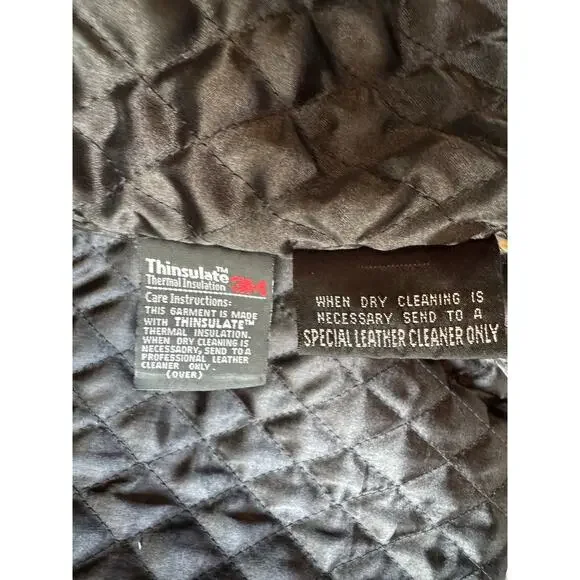 Thinsulate™
Thermal Insulation 3M
Care Instructions:
THIS GARMENT IS MADE
WITH THINSULATE™
THERMAL INSULATION.
WHEN DRY CLEANING IS
NECESSADRY, SEND TO A
PROFESSIONAL LEATHER
CLEANER ONLY.
(OVER)
WHEN DRY CLEANING IS
NECESSARY SEND TO A
SPECIAL LEATHER CLEANER ONLY